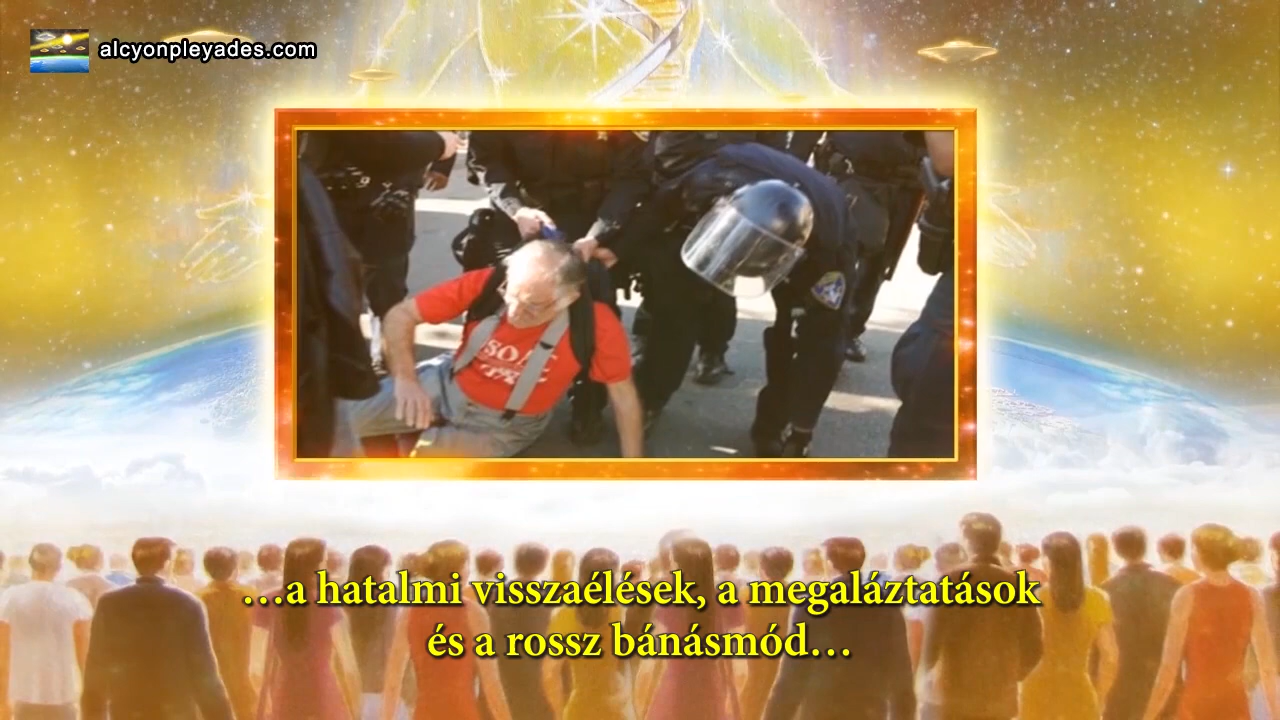 alcyonpleyades.com
…a hatalmi visszaélések, a megaláztatások
és a rossz bánásmód…